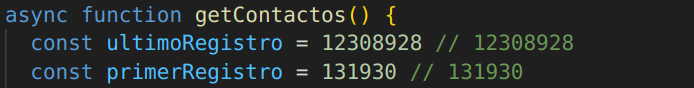 async function getContactos() {
const ultimoRegistro = 12308928 // 12308928
const primerRegistro = 131930 // 131930